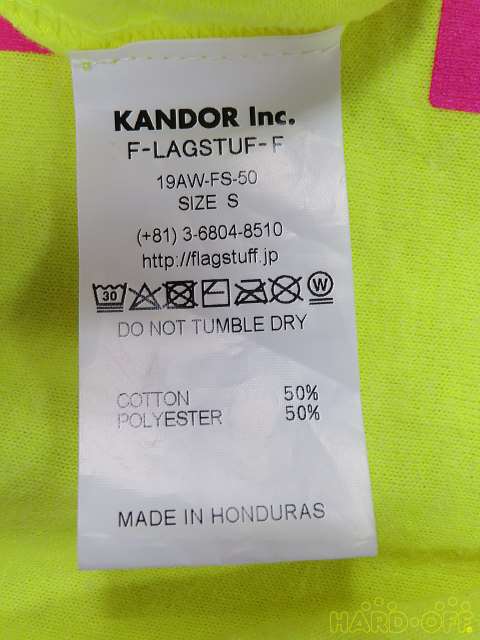 KANDOR Inc.
F-LAGSTUF-F
19AW-FS-50
SIZE S
(+81) 3-6804-8510
http://flagstuff.jp
30 W
DO NOT TUMBLE DRY
COTTON 50%
POLYESTER 50%
MADE IN HONDURAS
HARD-OFF